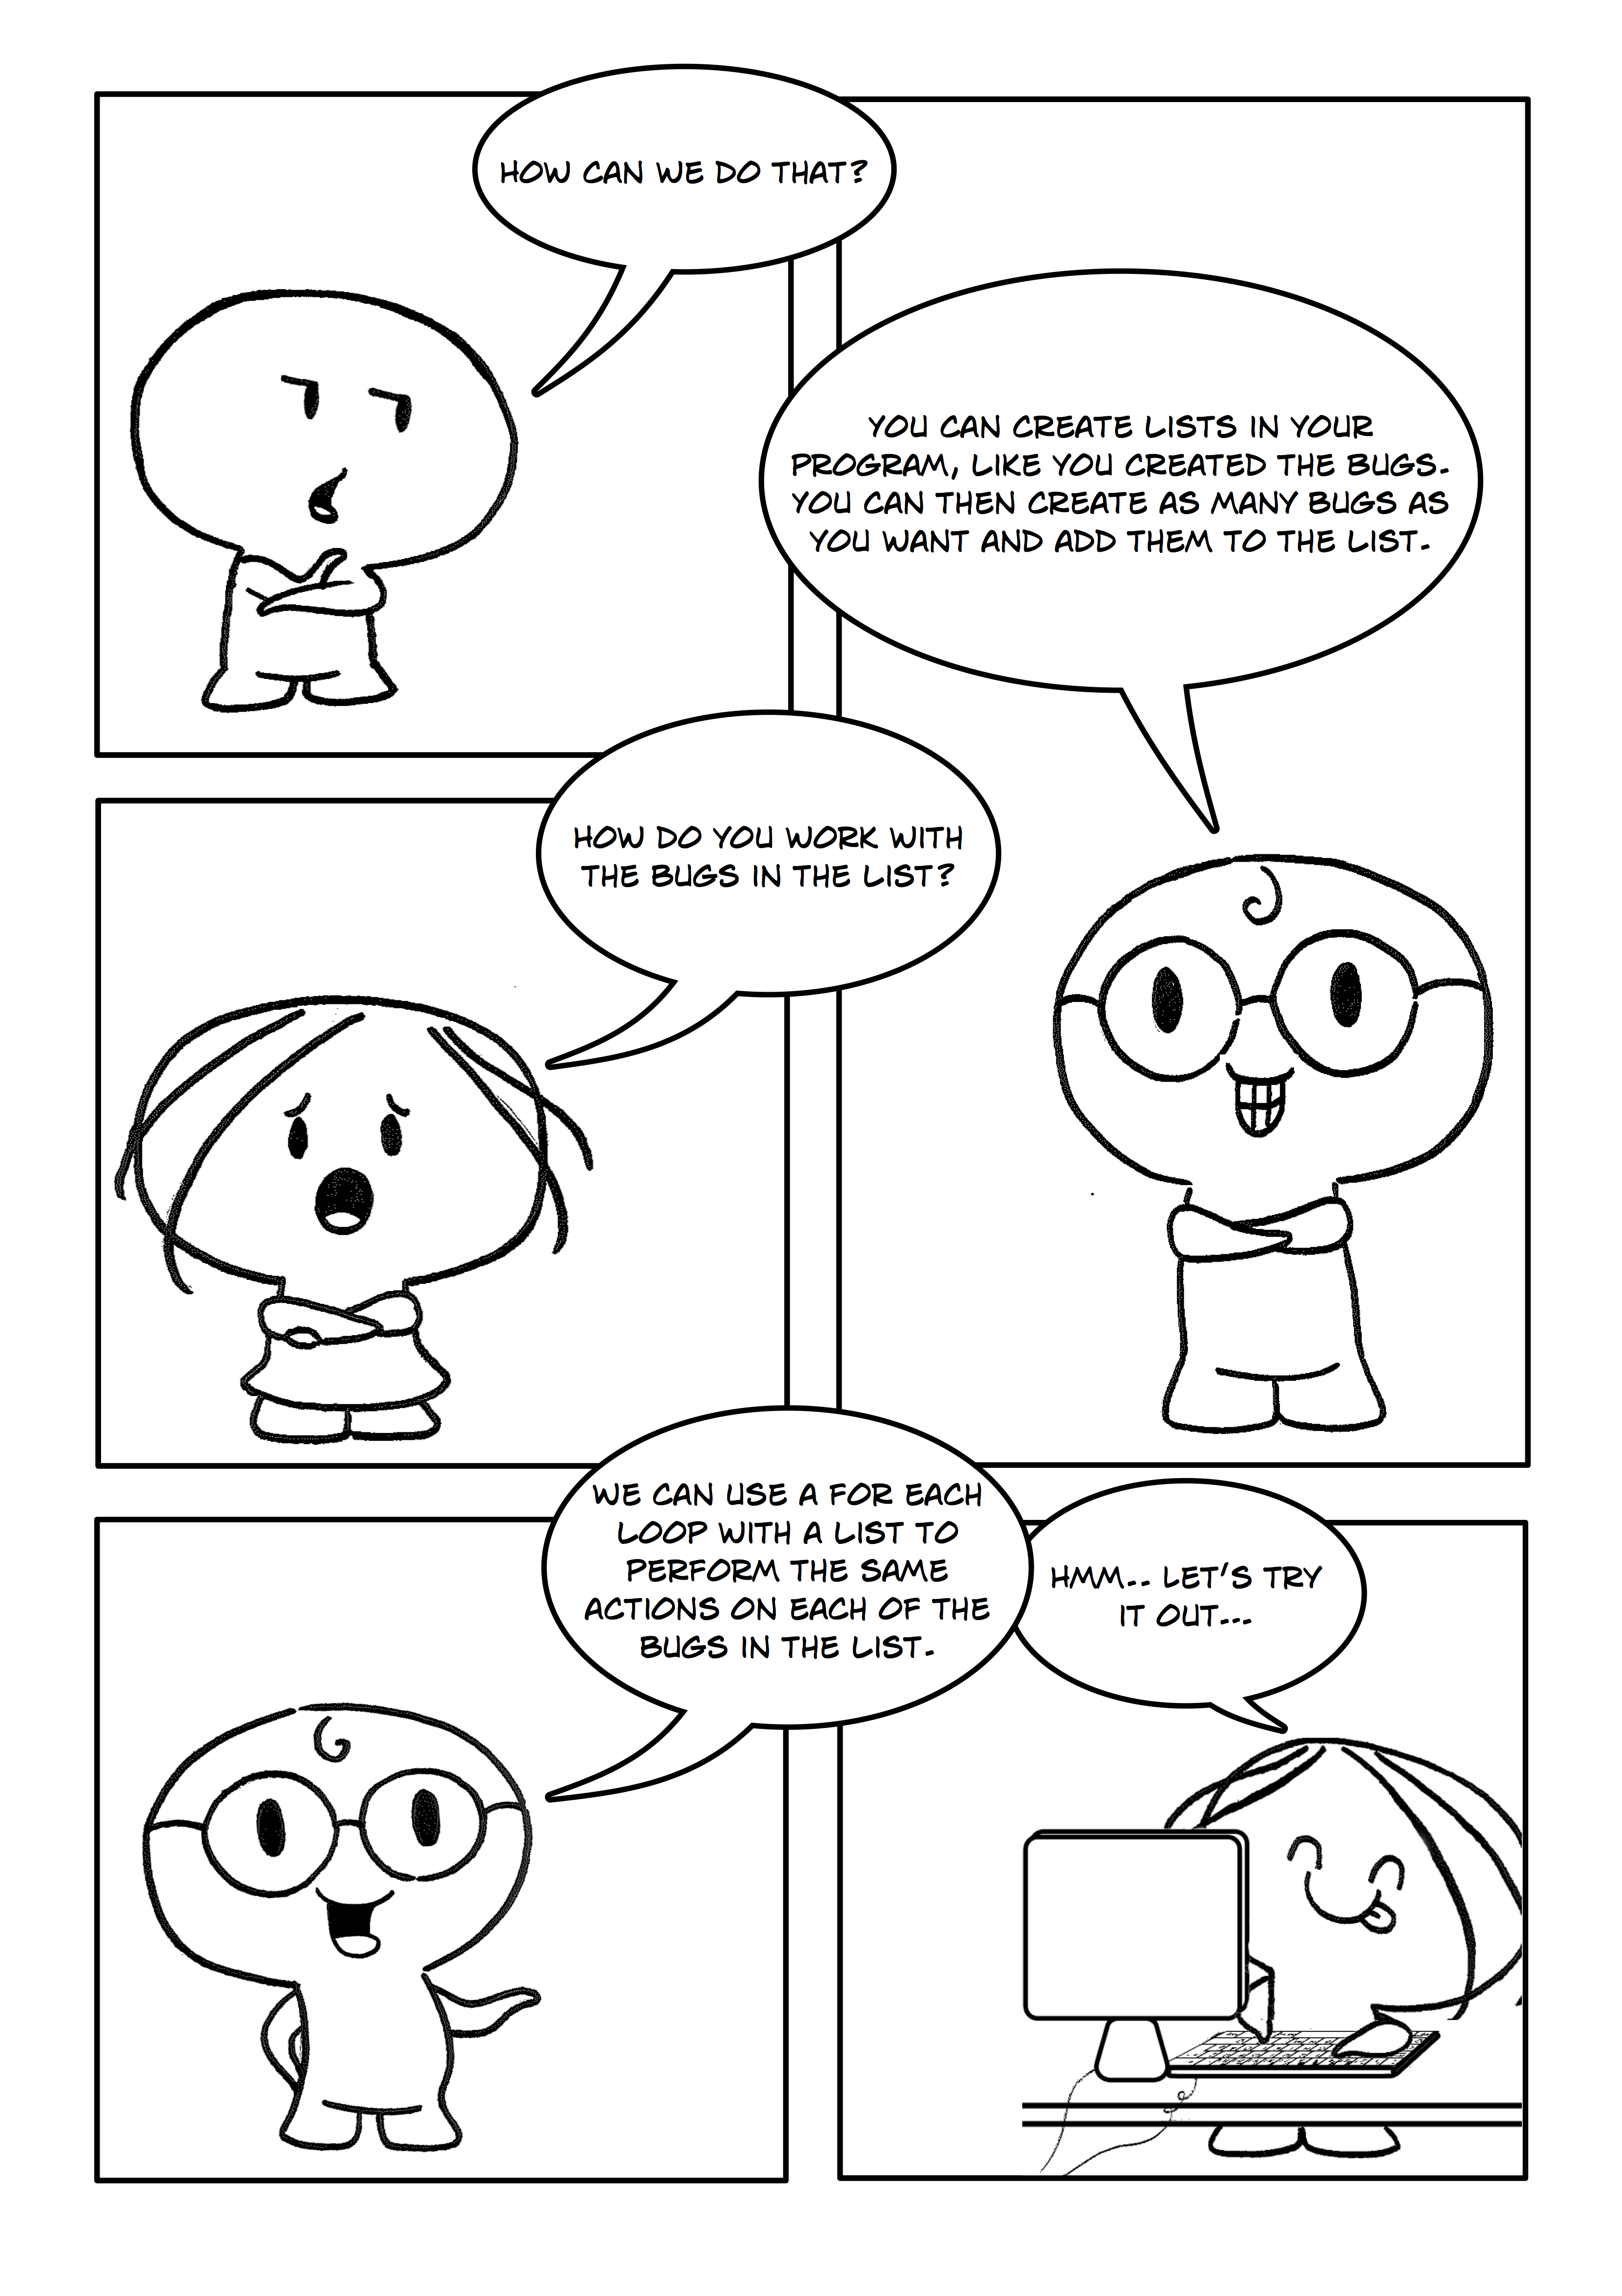 HOW CAN WE DO THAT?
YOU CAN CREATE LISTS IN YOUR
PROGRAM, LIKE YOU CREATED THE BUGS.
YOU CAN THEN CREATE AS MANY BUGS AS
YOU WANT AND ADD THEM TO THE LIST.
HOW DO YOU WORK WITH
THE BUGS IN THE LIST?
WE CAN USE A FOR EACH
LOOP WITH A LIST TO
PERFORM THE SAME
ACTIONS ON EACH OF THE
BUGS IN THE LIST.
HMM.. LET'S TRY
IT OUT...